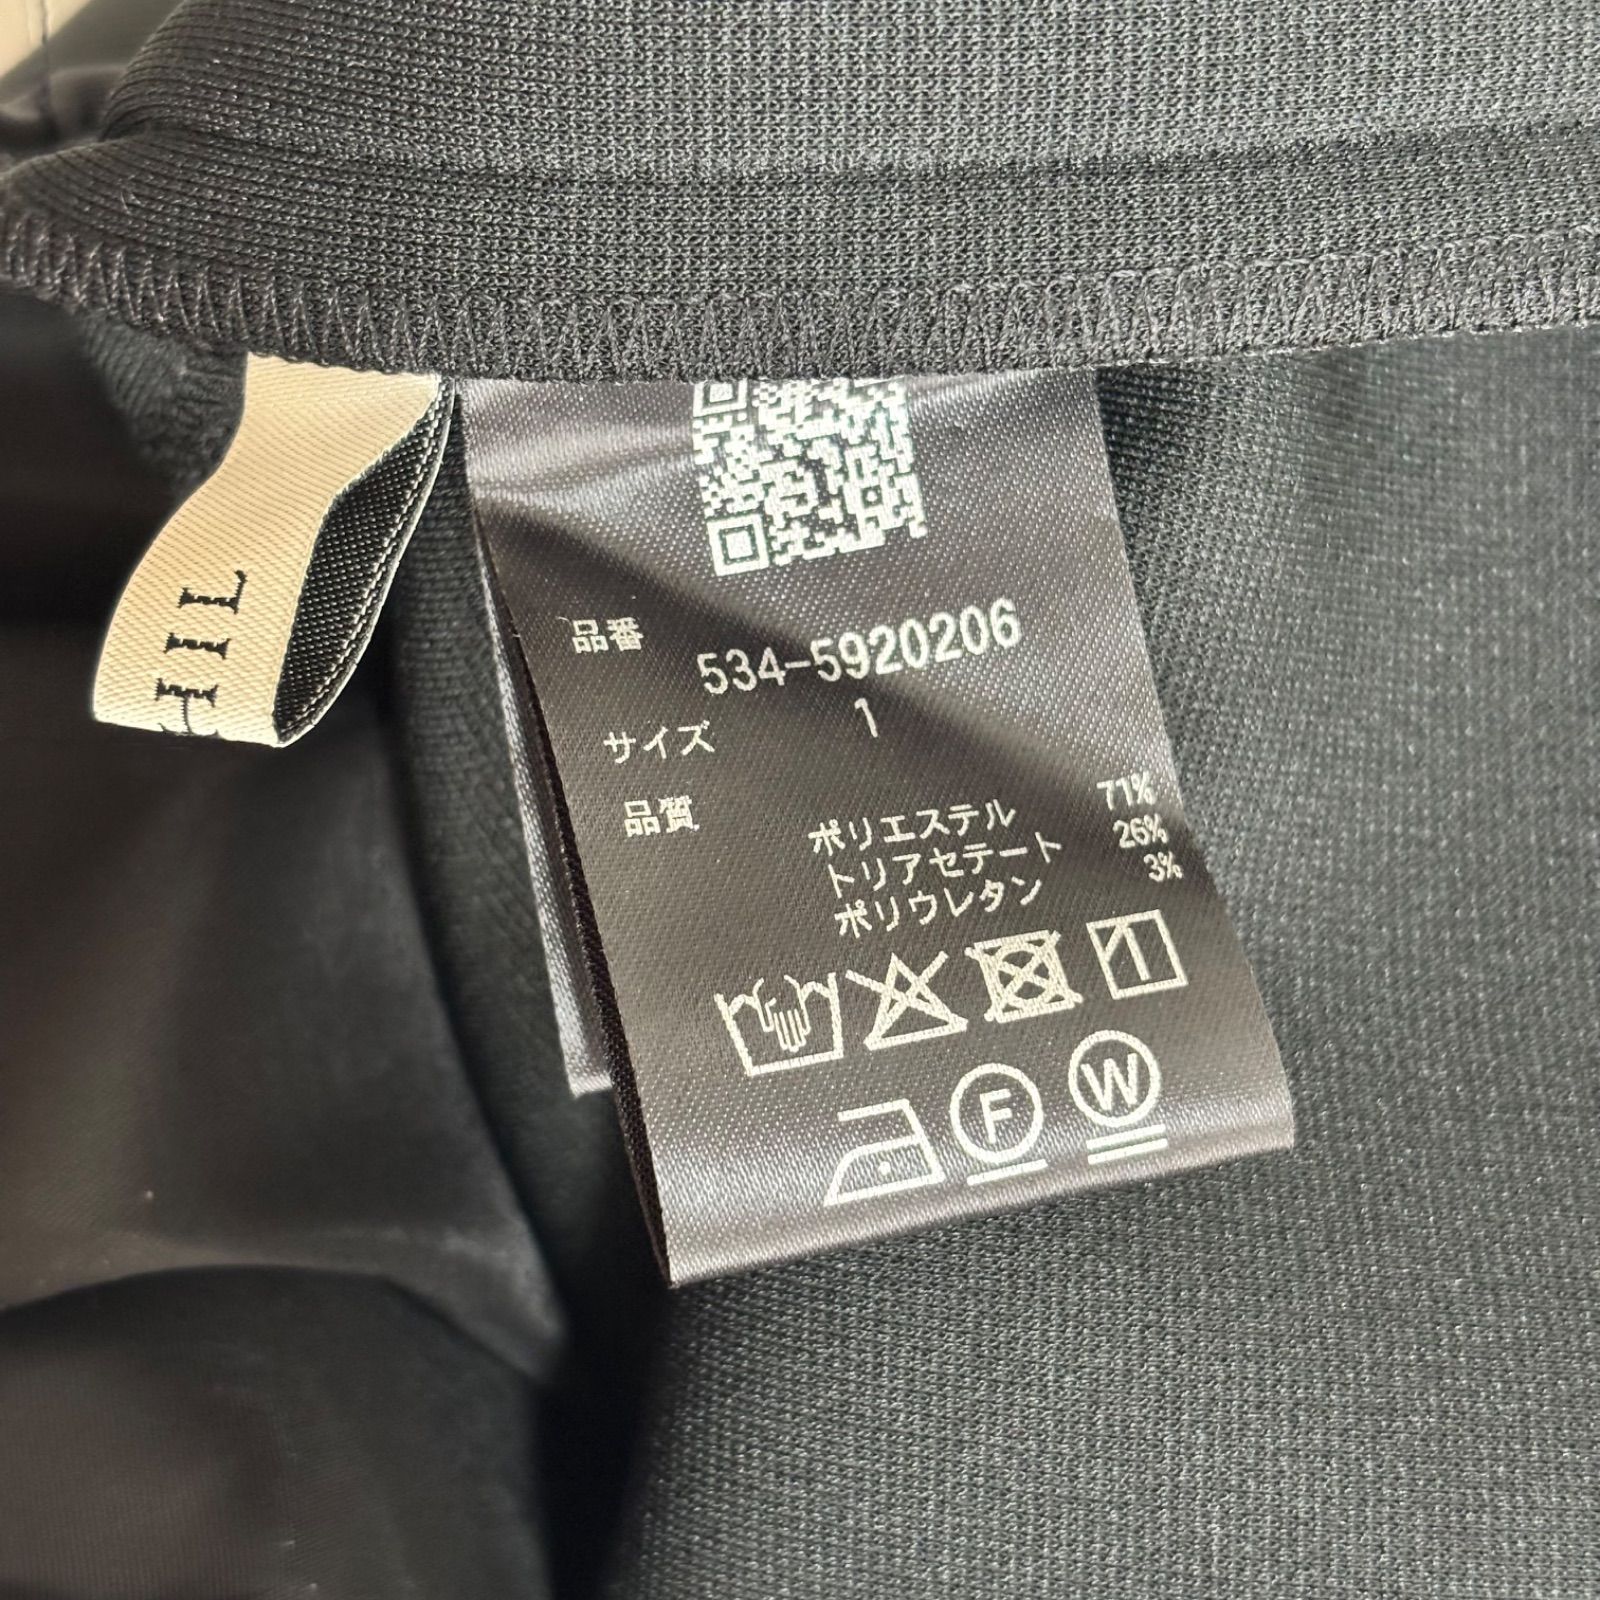 品番
534-5920206
サイズ 1
品質
ポリエステル 71%
トリアセテート 26%
ポリウレタン 3%
F W